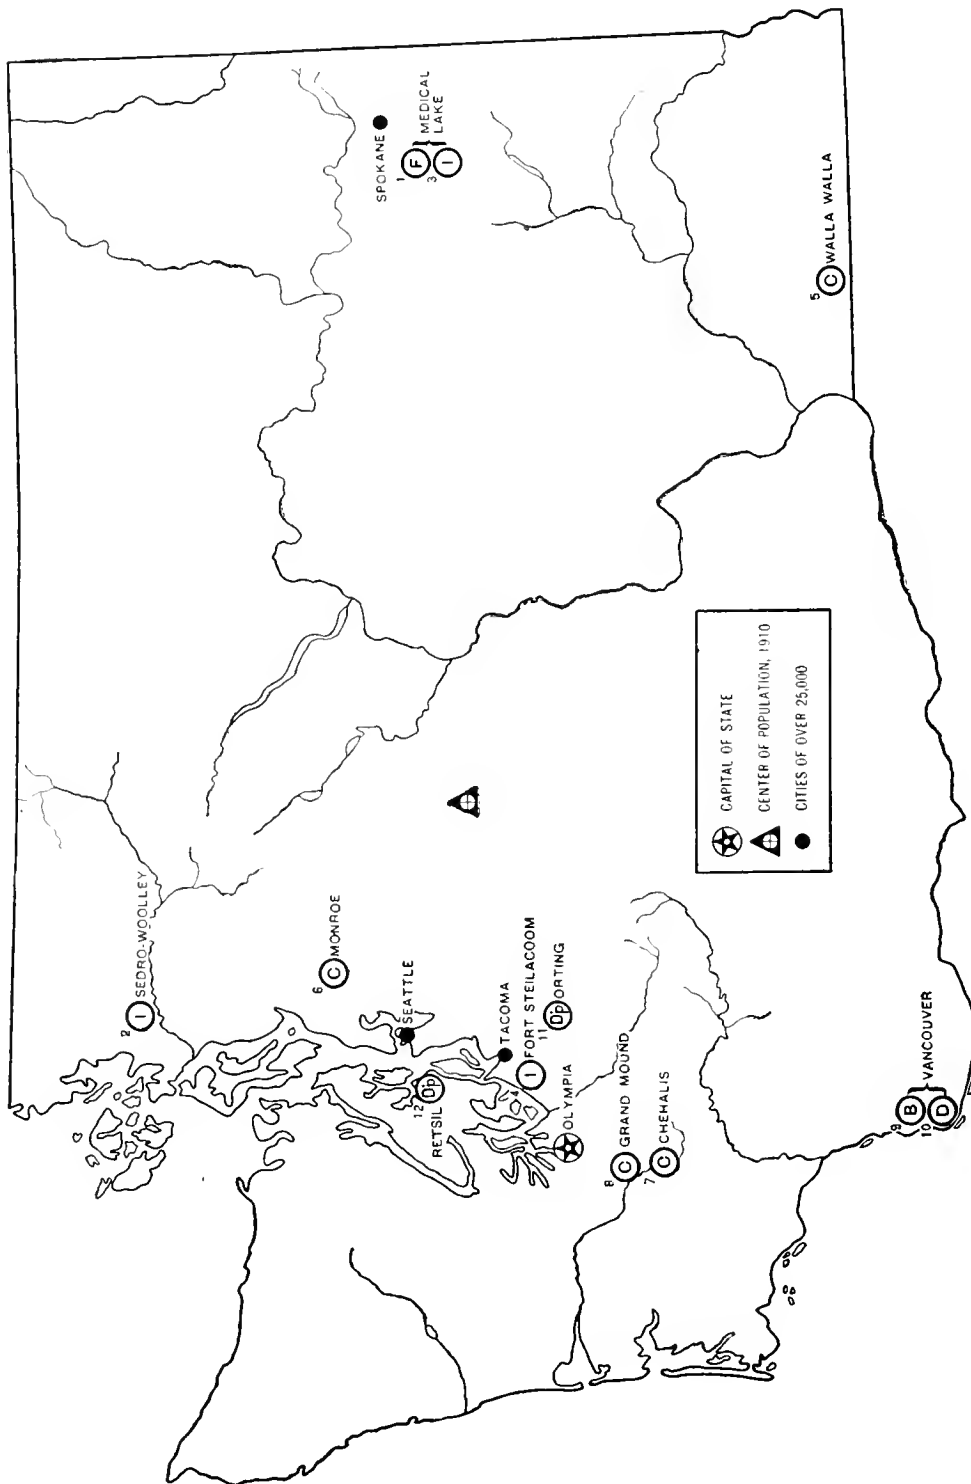 2 I SEDRO-WOOLLEY
6 C MONROE
SEATTLE
12 Dp
RETSIL
TACOMA
4 I FORT STEILACOOM
11 Dp ORTING
OLYMPIA
8 C GRAND MOUND
7 C CHEHALIS
9 B
10 D
VANCOUVER
SPOKANE
1 F
3 I
MEDICAL
LAKE
5 C WALLA WALLA
CAPITAL OF STATE
CENTER OF POPULATION, 1910
CITIES OF OVER 25,000